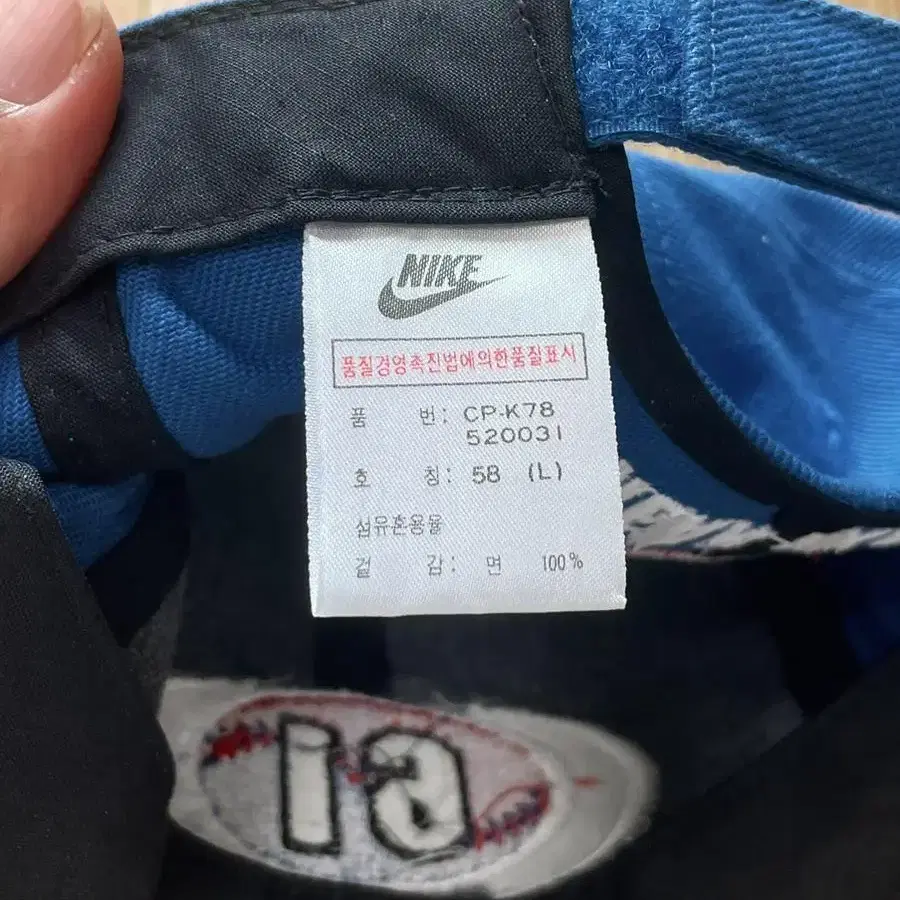 NIKE
품질경영촉진법에의한품질표시
품 번: CP-K78
520031
호 칭: 58 (L)
섬유혼용율
겉 감: 면 100%